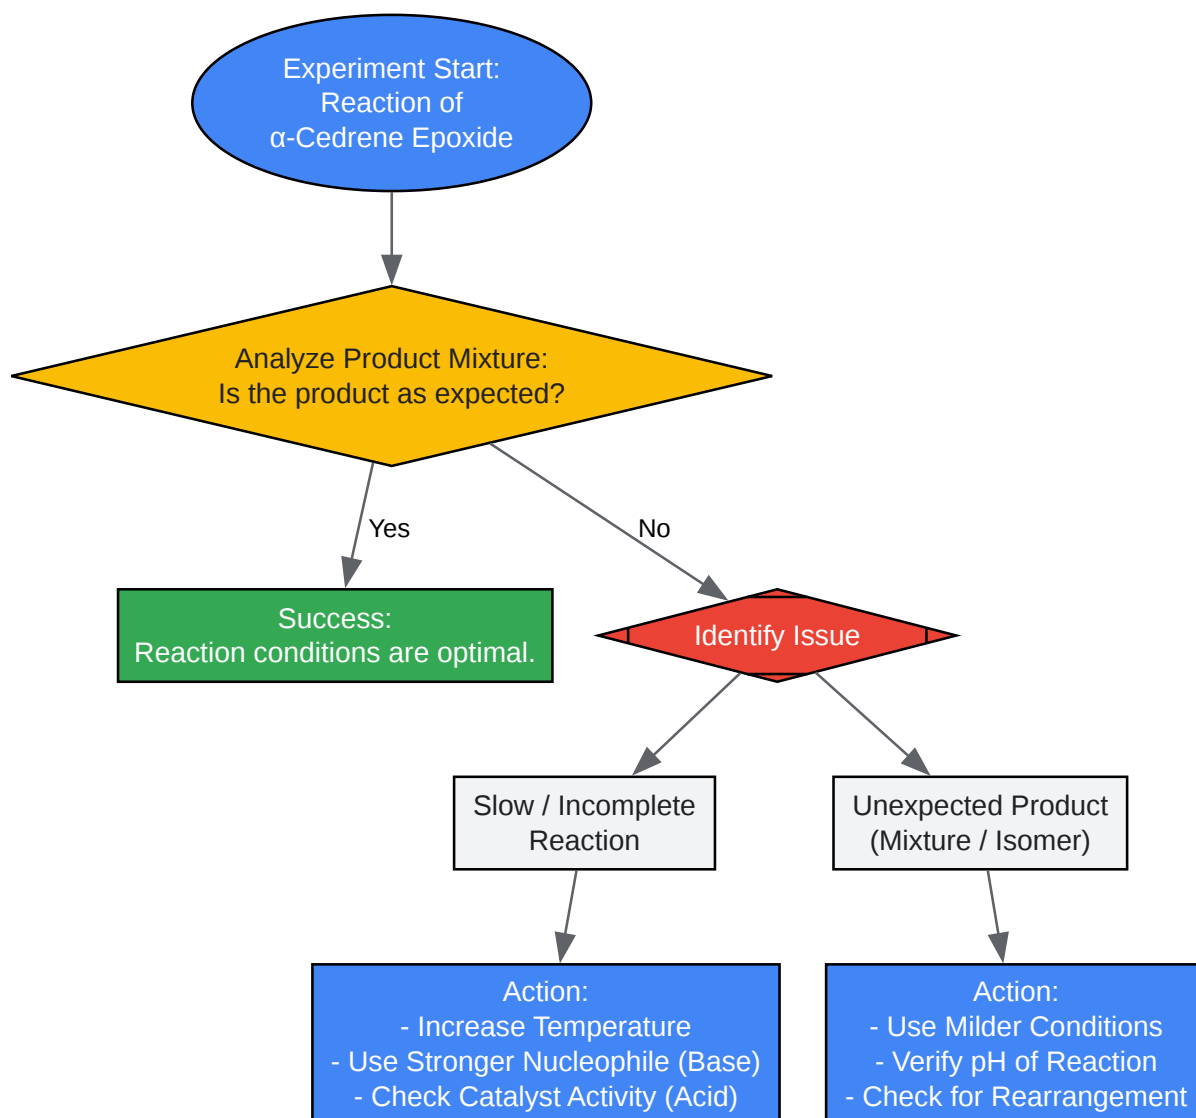 Experiment Start:
Reaction of
α-Cedrene Epoxide
Analyze Product Mixture:
Is the product as expected?
Yes
No
Success:
Reaction conditions are optimal.
Identify Issue
Slow / Incomplete
Reaction
Unexpected Product
(Mixture / Isomer)
Action:
- Increase Temperature
- Use Stronger Nucleophile (Base)
- Check Catalyst Activity (Acid)
Action:
- Use Milder Conditions
- Verify pH of Reaction
- Check for Rearrangement